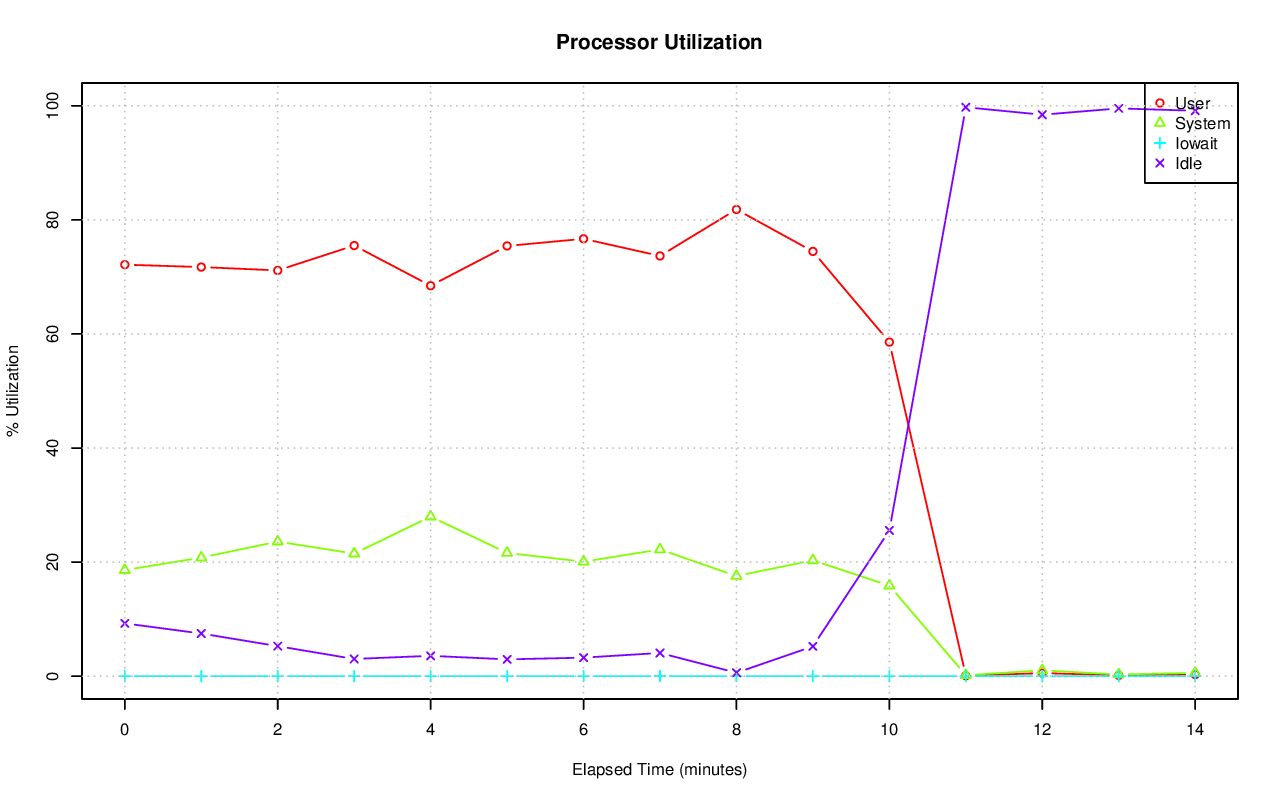 Processor Utilization
100
80
60
40
20
0
% Utilization
User
System
Iowait
Idle
0 2 4 6 8 10 12 14
Elapsed Time (minutes)